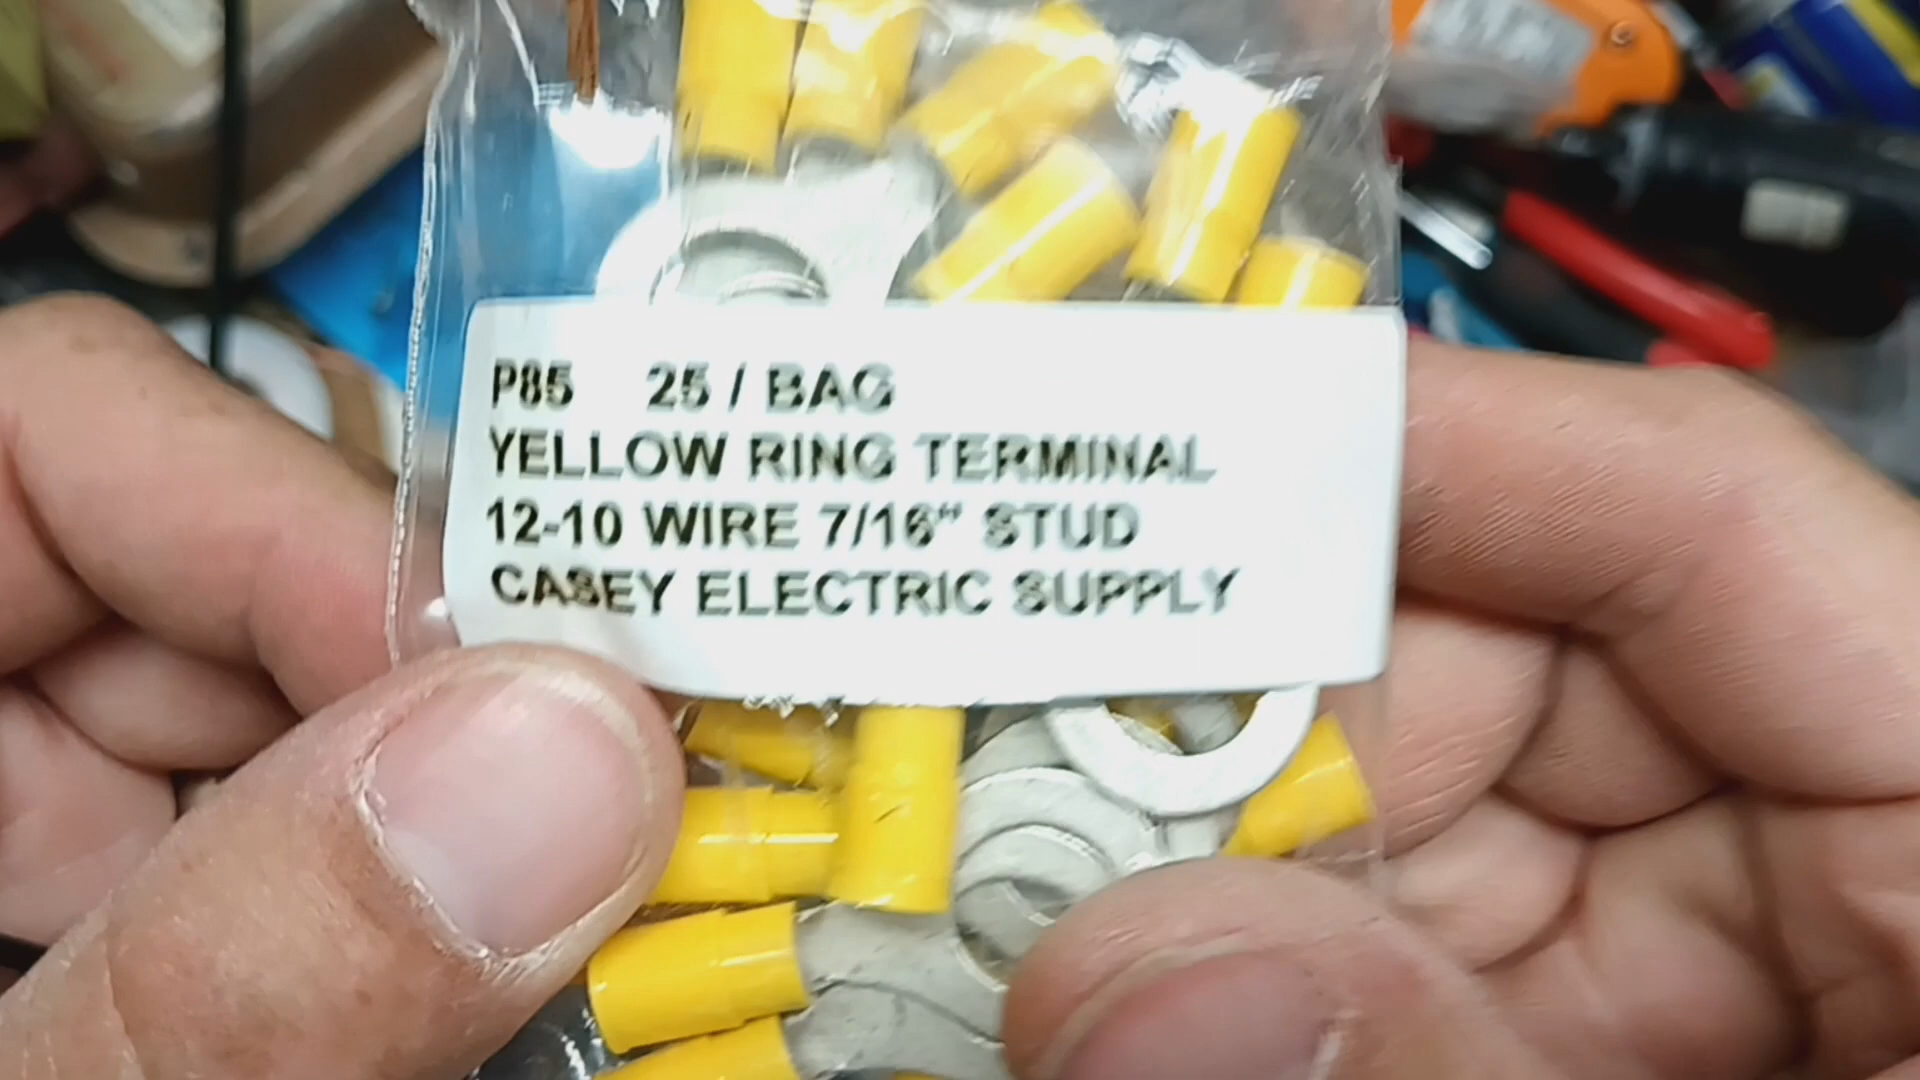 P85 25 / BAG
YELLOW RING TERMINAL
12-10 WIRE 7/16" STUD
CASEY ELECTRIC SUPPLY